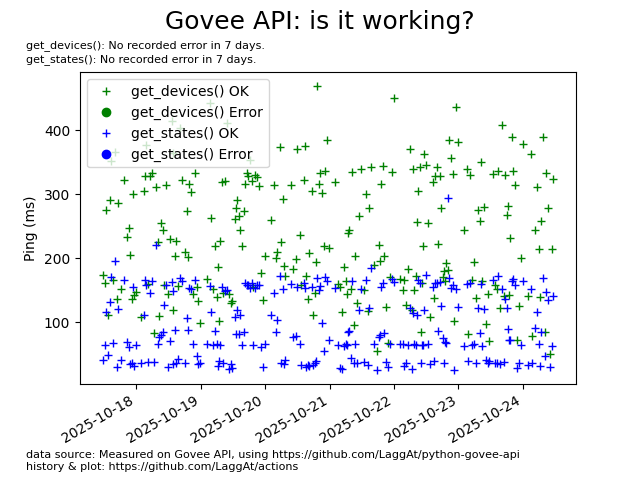 Govee API: is it working?
get_devices(): No recorded error in 7 days.
get_states(): No recorded error in 7 days.
get_devices() OK
get_devices() Error
get_states() OK
get_states() Error
Ping (ms)
400
300
200
100
2025-10-18
2025-10-19
2025-10-20
2025-10-21
2025-10-22
2025-10-23
2025-10-24
data source: Measured on Govee API, using https://github.com/LaggAt/python-govee-api
history & plot: https://github.com/LaggAt/actions